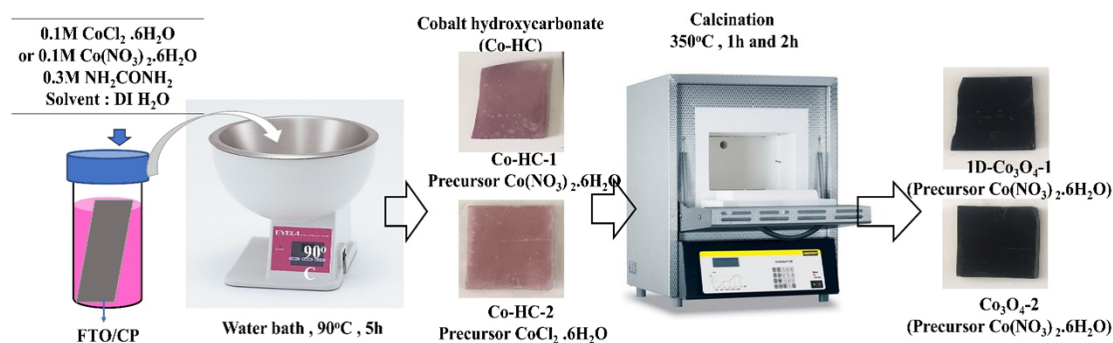 0.1M CoCl₂ .6H₂O
or 0.1M Co(NO₃)₂.6H₂O
0.3M NH₂CONH₂
Solvent : DI H₂O
FTO/CP
EYELA
90⁰
C
Water bath , 90⁰C , 5h
Cobalt hydroxycarbonate
(Co-HC)
Co-HC-1
Precursor Co(NO₃)₂.6H₂O
Co-HC-2
Precursor CoCl₂ .6H₂O
Calcination
350⁰C , 1h and 2h
1D-Co₃O₄-1
(Precursor Co(NO₃)₂.6H₂O)
Co₃O₄-2
(Precursor Co(NO₃)₂.6H₂O)